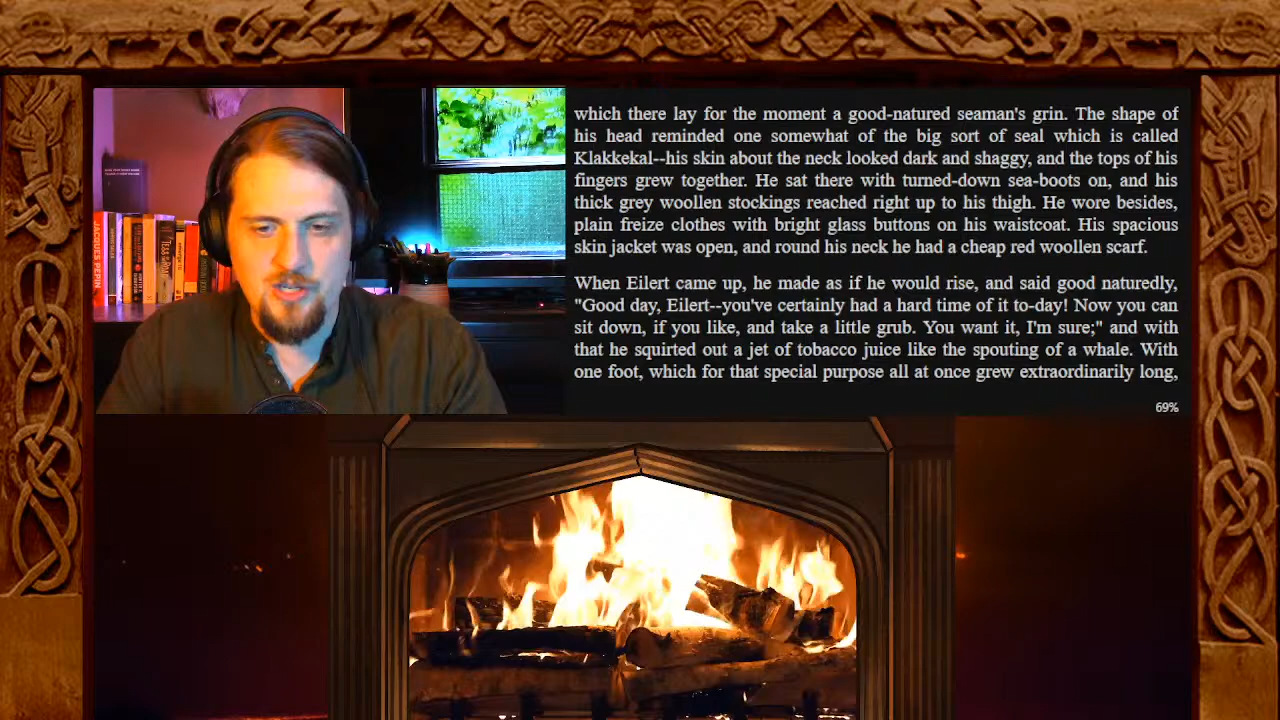 which there lay for the moment a good-natured seaman's grin. The shape of
his head reminded one somewhat of the big sort of seal which is called
Klakkekal--his skin about the neck looked dark and shaggy, and the tops of his
fingers grew together. He sat there with turned-down sea-boots on, and his
thick grey woollen stockings reached right up to his thigh. He wore besides,
plain freize clothes with bright glass buttons on his waistcoat. His spacious
skin jacket was open, and round his neck he had a cheap red woollen scarf.
When Eilert came up, he made as if he would rise, and said good naturedly,
"Good day, Eilert--you've certainly had a hard time of it to-day! Now you can
sit down, if you like, and take a little grub. You want it, I'm sure;" and with
that he squirted out a jet of tobacco juice like the spouting of a whale. With
one foot, which for that special purpose all at once grew extraordinarily long,
69%
JACQUES PEPIN